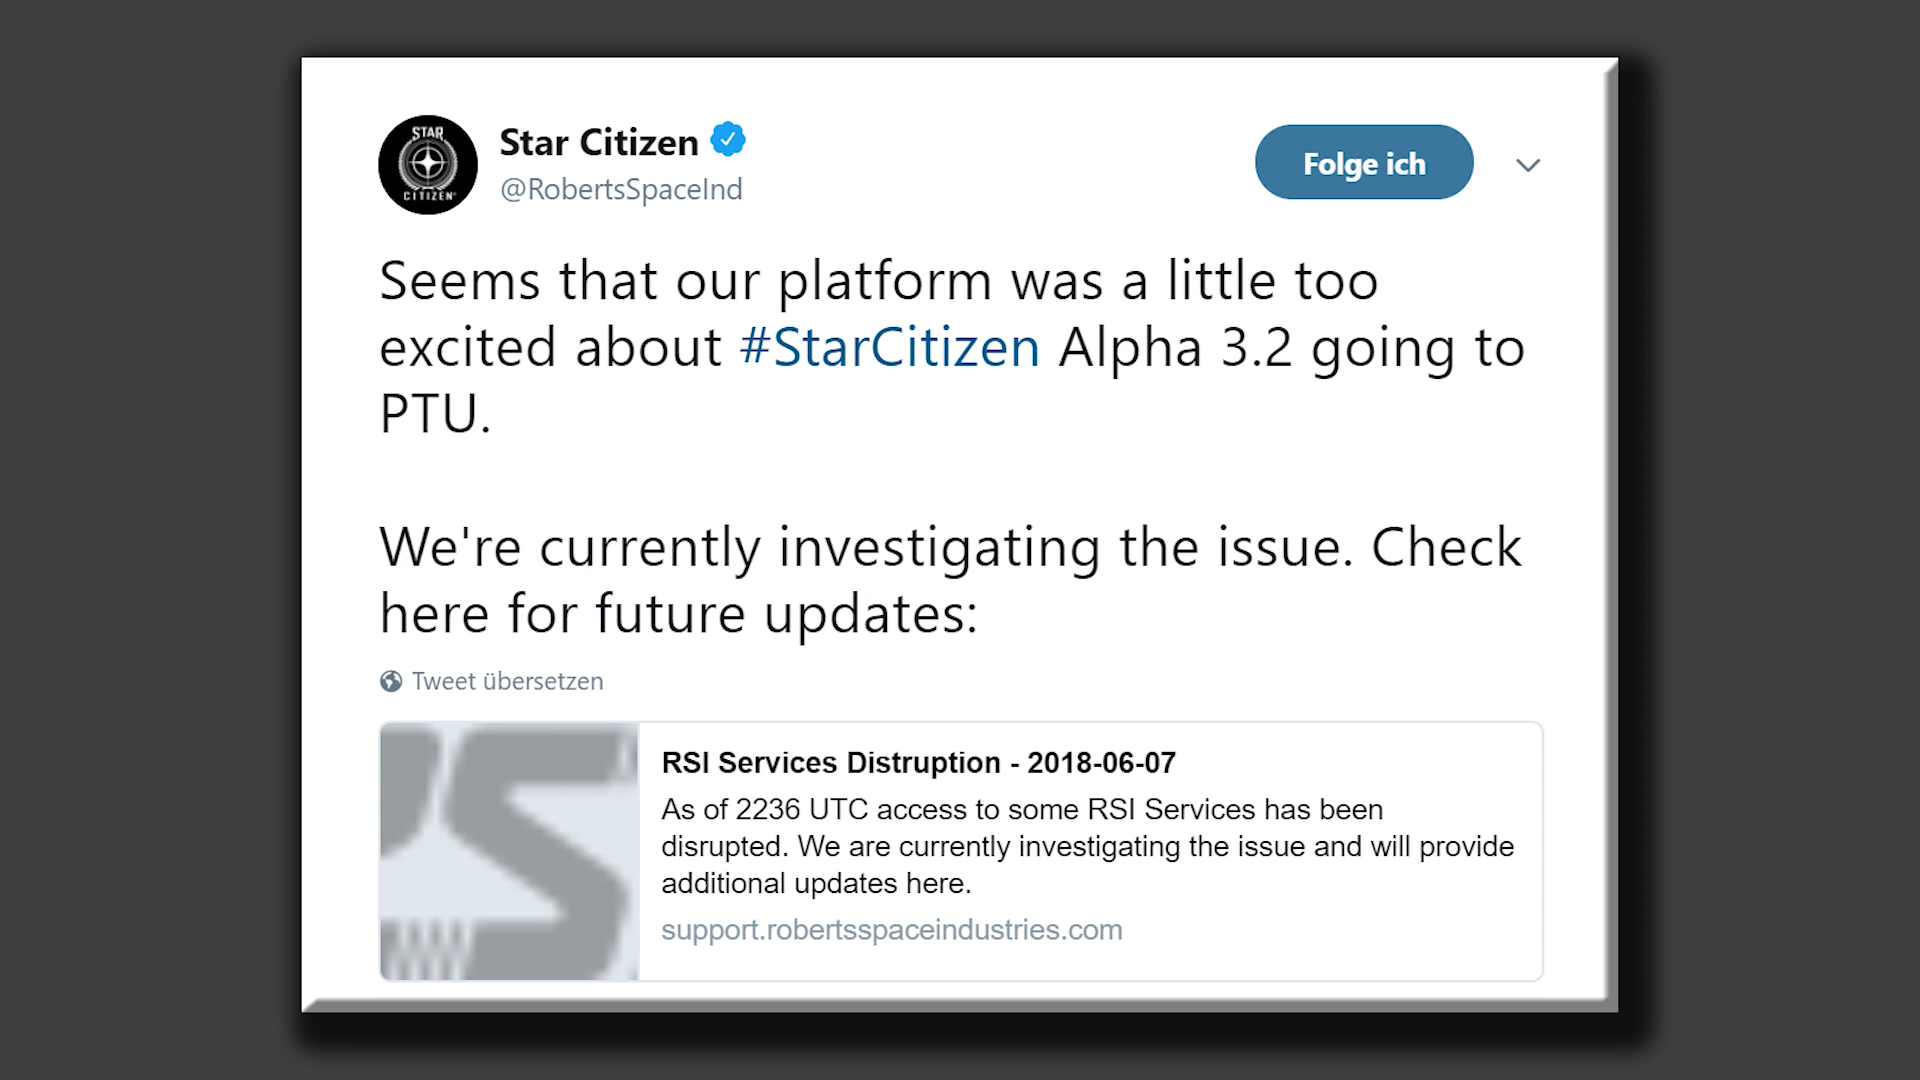 STAR
CITIZEN
Star Citizen
@RobertsSpaceInd
Folge ich
Seems that our platform was a little too
excited about #StarCitizen Alpha 3.2 going to
PTU.
We're currently investigating the issue. Check
here for future updates:
Tweet übersetzen
RSI Services Distruption - 2018-06-07
As of 2236 UTC access to some RSI Services has been
disrupted. We are currently investigating the issue and will provide
additional updates here.
support.robertsspaceindustries.com